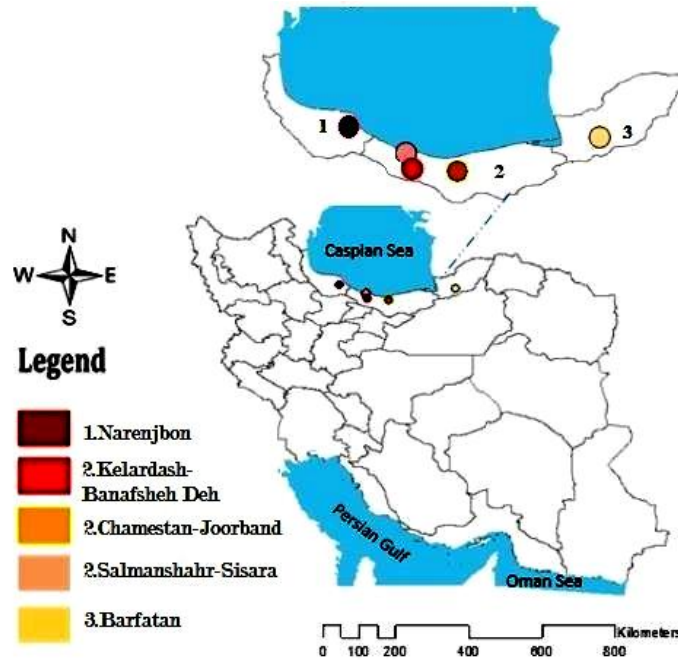 1
3
2
Caspian Sea
N
W
E
S
Legend
1.Narenjbon
2.Kelardash-
Banafsheh Deh
2.Chamestan-Joorband
2.Salmanshahr-Sisara
3.Barfatan
Persian Gulf
Oman Sea
Kilometers
0 100 200 400 600 800